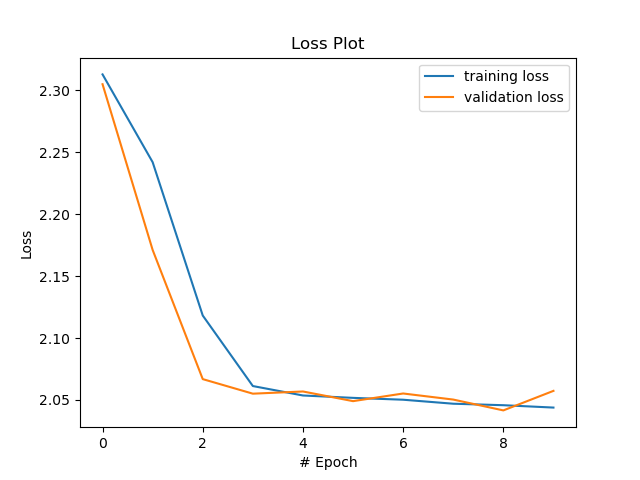 Loss Plot
training loss
validation loss
2.30
2.25
2.20
2.15
2.10
2.05
Loss
0 2 4 6 8
# Epoch